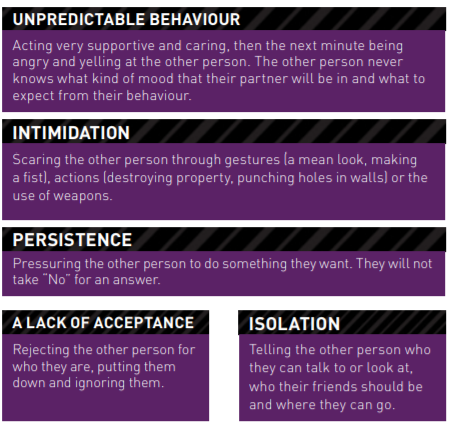 UNPREDICTABLE BEHAVIOUR
Acting very supportive and caring, then the next minute being
angry and yelling at the other person. The other person never
knows what kind of mood that their partner will be in and what to
expect from their behaviour.
INTIMIDATION
Scaring the other person through gestures (a mean look, making
a fist), actions (destroying property, punching holes in walls) or the
use of weapons.
PERSISTENCE
Pressuring the other person to do something they want. They will not
take "No" for an answer.
A LACK OF ACCEPTANCE
Rejecting the other person for
who they are, putting them
down and ignoring them.
ISOLATION
Telling the other person who
they can talk to or look at,
who their friends should be
and where they can go.